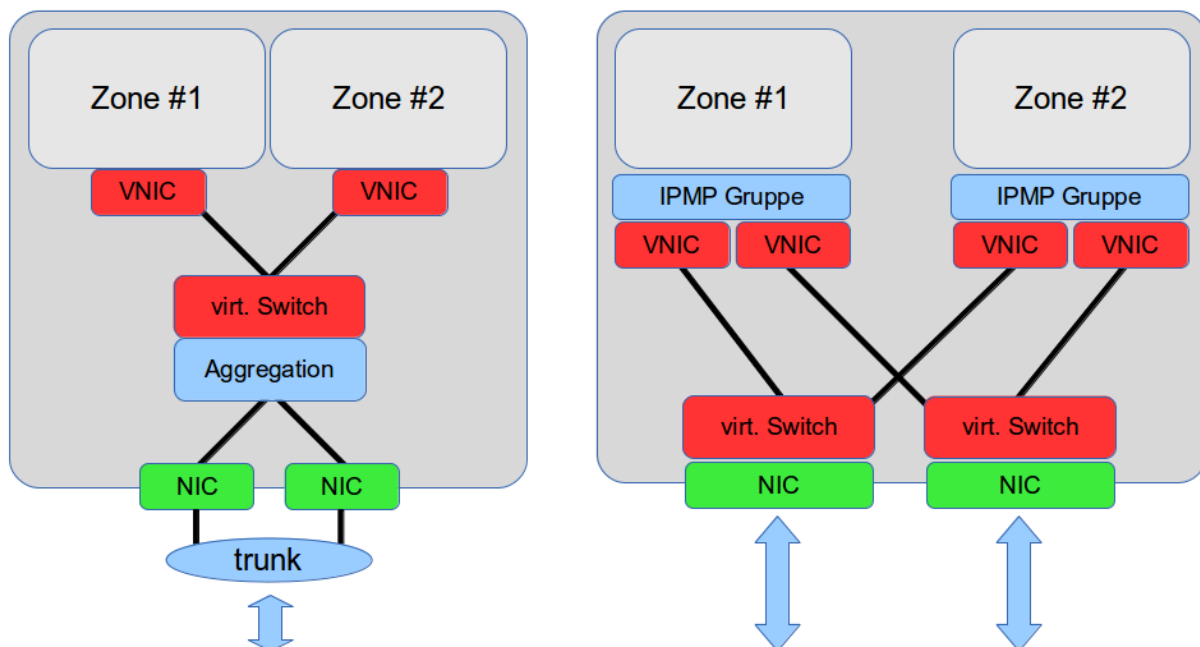 Zone #1
Zone #2
VNIC
VNIC
virt. Switch
Aggregation
NIC
NIC
trunk
Zone #1
Zone #2
IPMP Gruppe
IPMP Gruppe
VNIC
VNIC
VNIC
VNIC
virt. Switch
virt. Switch
NIC
NIC